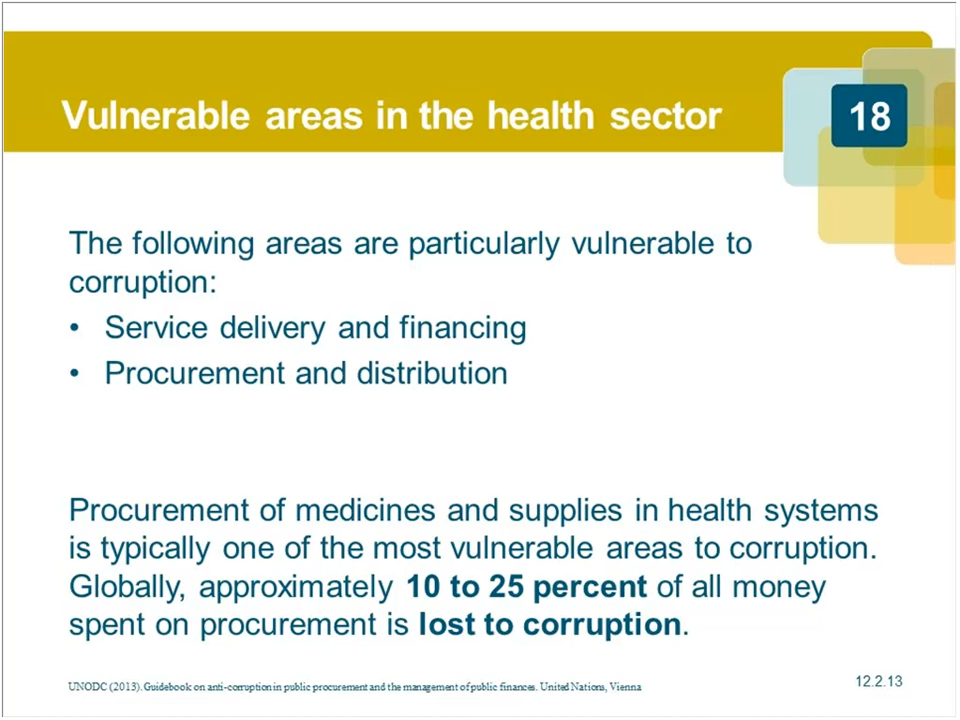 Vulnerable areas in the health sector
18
The following areas are particularly vulnerable to
corruption:
• Service delivery and financing
• Procurement and distribution
Procurement of medicines and supplies in health systems
is typically one of the most vulnerable areas to corruption.
Globally, approximately 10 to 25 percent of all money
spent on procurement is lost to corruption.
UNODC (2013). Guidebook on anti-corruption in public procurement and the management of public finances. United Nations, Vienna
12.2.13